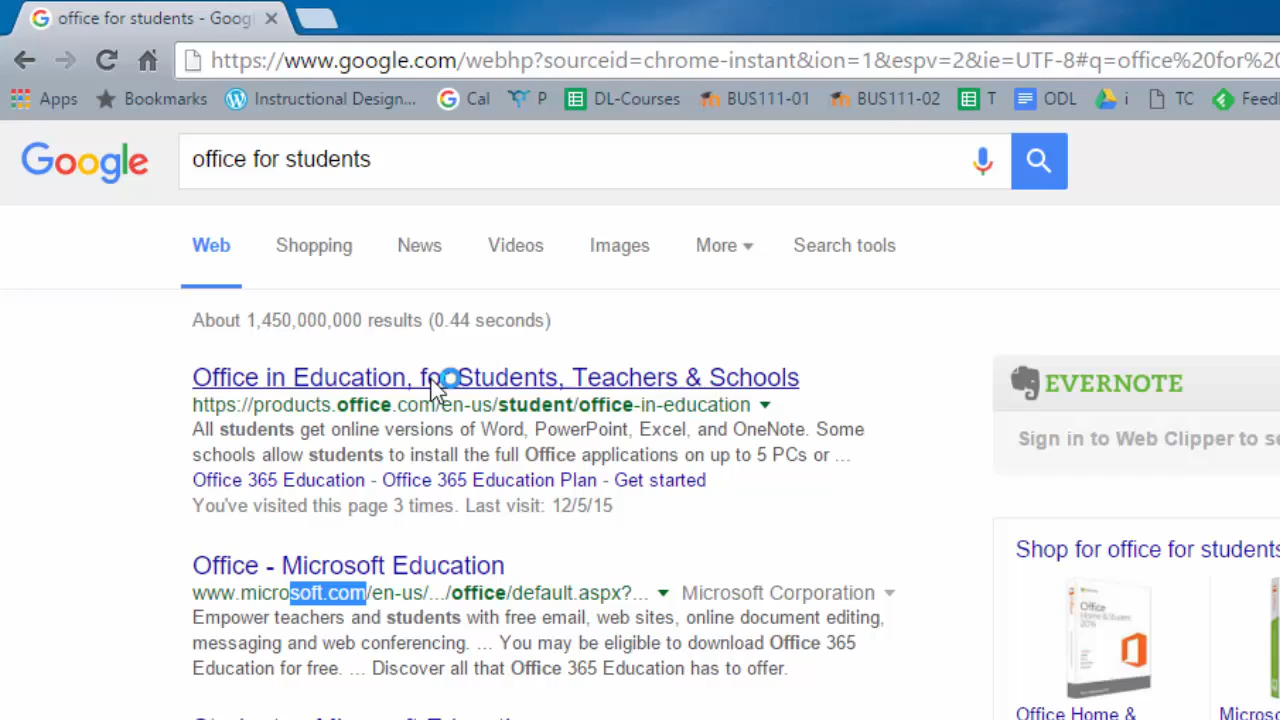 office for students - Goog
https://www.google.com/webhp?sourceid=chrome-instant&ion=1&espv=2&ie=UTF-8#q=office%20for%20
Apps Bookmarks Instructional Design... Cal P DL-Courses BUS111-01 BUS111-02 T ODL i TC Feed
Google office for students
Web Shopping News Videos Images More Search tools
About 1,450,000,000 results (0.44 seconds)
Office in Education, for Students, Teachers & Schools
https://products.office.com/en-us/student/office-in-education
All students get online versions of Word, PowerPoint, Excel, and OneNote. Some
schools allow students to install the full Office applications on up to 5 PCs or ...
Office 365 Education - Office 365 Education Plan - Get started
You've visited this page 3 times. Last visit: 12/5/15
Office - Microsoft Education
www.microsoft.com/en-us/.../office/default.aspx?... Microsoft Corporation
Empower teachers and students with free email, web sites, online document editing,
messaging and web conferencing. ... You may be eligible to download Office 365
Education for free. ... Discover all that Office 365 Education has to offer.
EVERNOTE
Sign in to Web Clipper to se
Shop for office for students
Office
Home & Student
2016
Office Home &